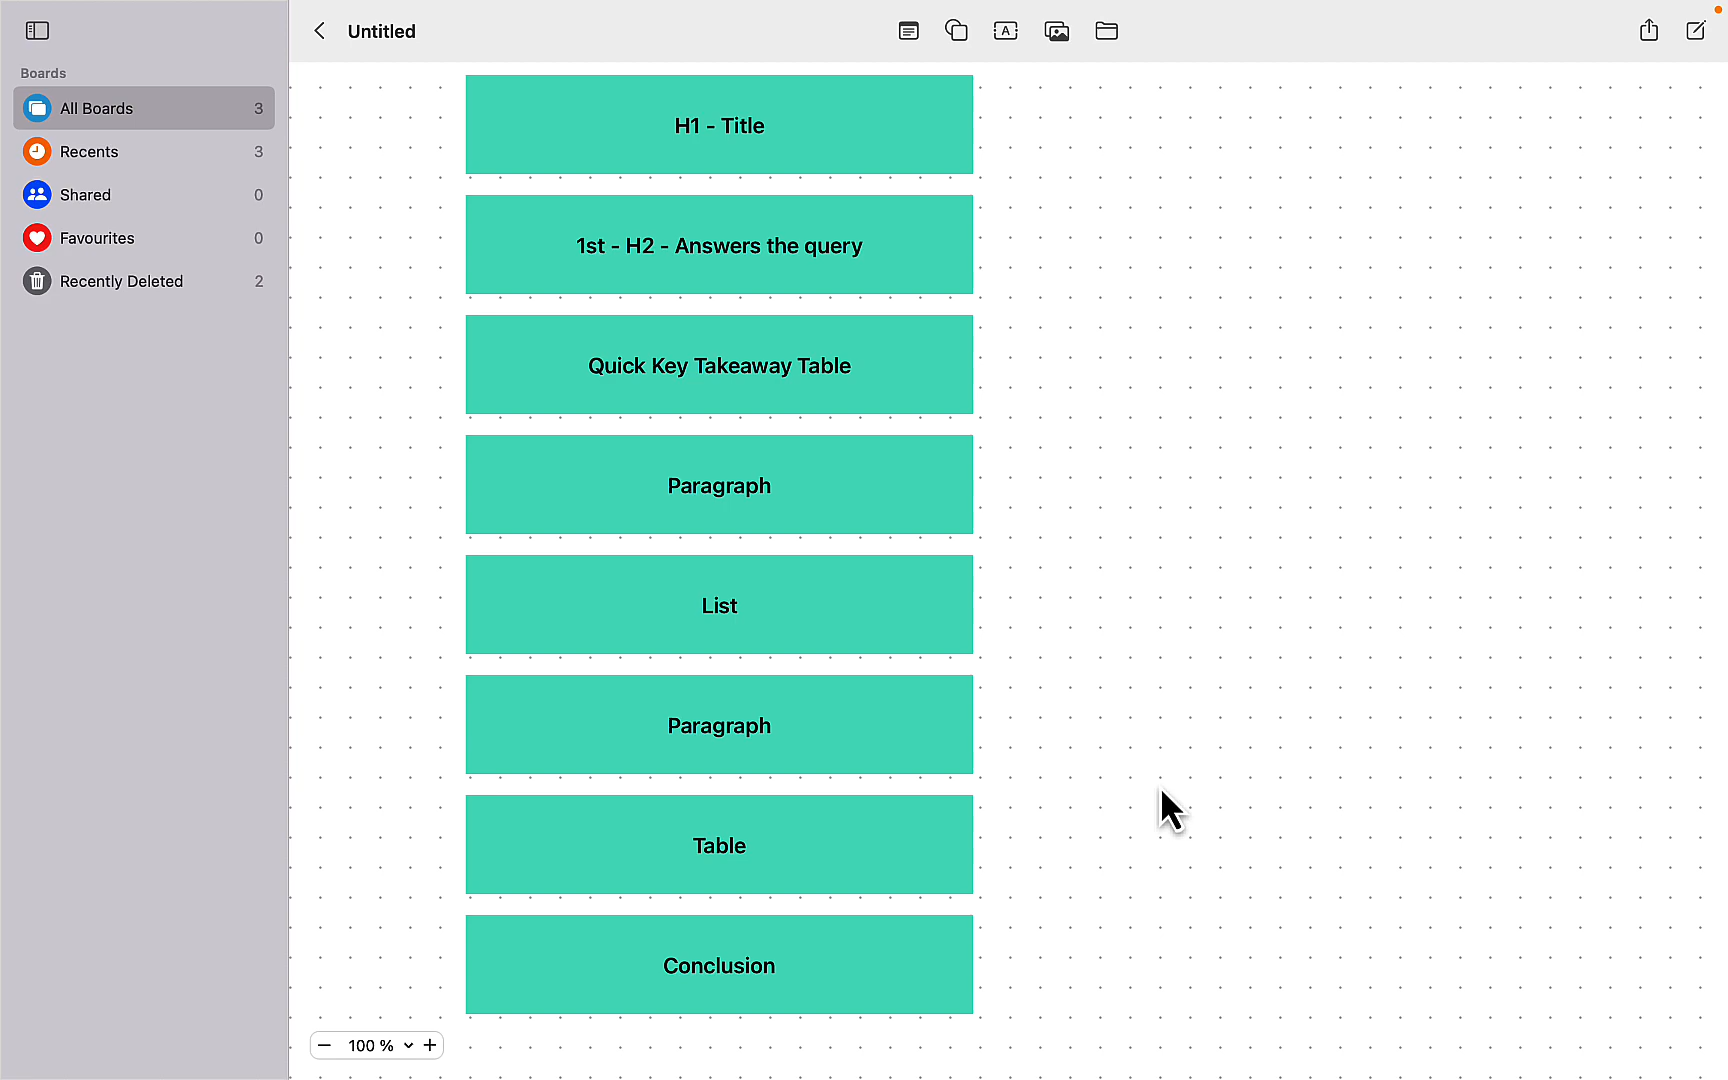 Untitled
Boards
All Boards 3
Recents 3
Shared 0
Favourites 0
Recently Deleted 2
A
H1 - Title
1st - H2 - Answers the query
Quick Key Takeaway Table
Paragraph
List
Paragraph
Table
Conclusion
− 100 % +